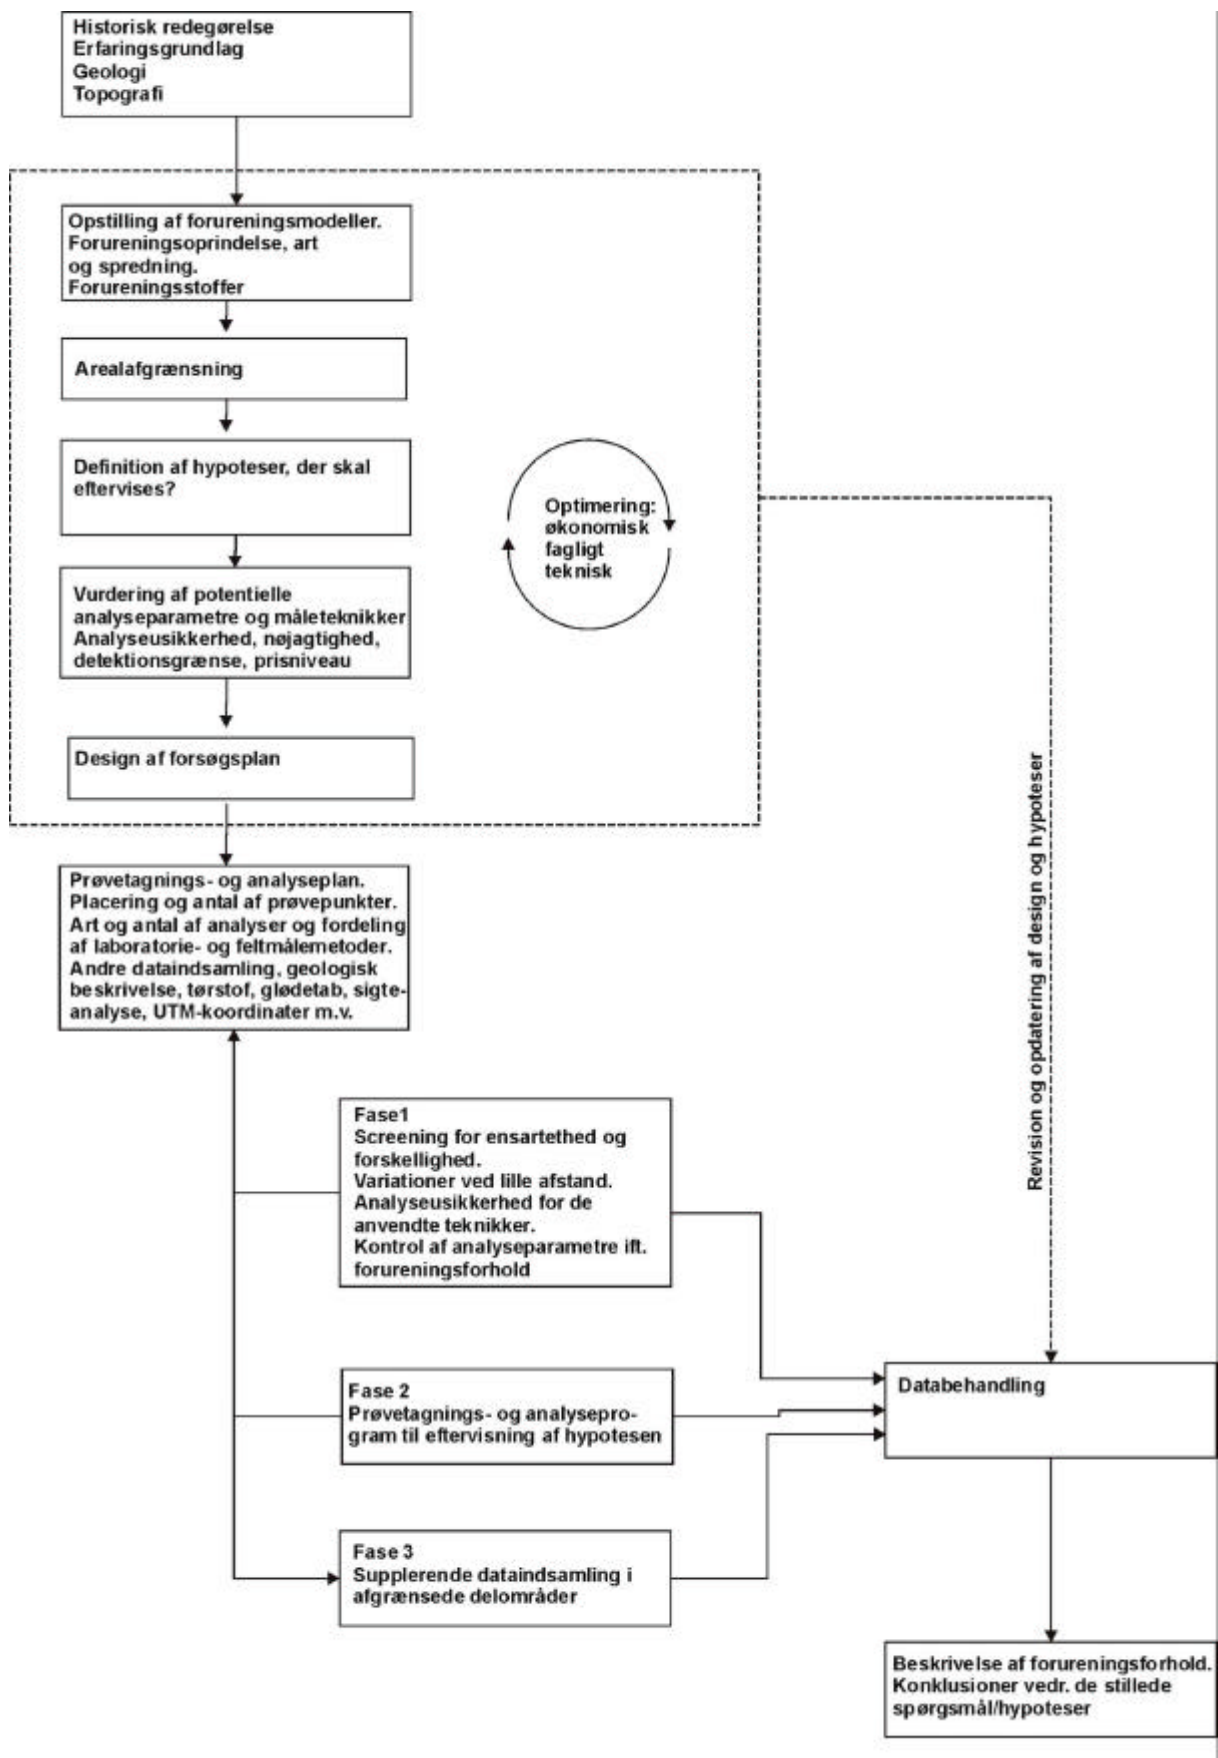 Historisk redegørelse
Erfaringsgrundlag
Geologi
Topografi
Opstilling af forureningsmodeller.
Forureningsoprindelse, art
og spredning.
Forureningsstoffer
Arealafgrænsning
Definition af hypoteser, der skal
eftervises?
Optimering:
økonomisk
fagligt
teknisk
Vurdering af potentielle
analyseparametre og måleteknikker
Analyseusikkerhed, nøjagtighed,
detektionsgrænse, prisniveau
Design af forsøgsplan
Prøvetagnings- og analyseplan.
Placering og antal af prøvepunkter.
Art og antal af analyser og fordeling
af laboratorie- og feltmålemetoder.
Andre dataindsamling, geologisk
beskrivelse, tørstof, glødetab, sigte-
analyse, UTM-koordinater m.v.
Revision og opdatering af design og hypoteser
Fase1
Screening for ensartethed og
forskellighed.
Variationer ved lille afstand.
Analyseusikkerhed for de
anvendte teknikker.
Kontrol af analyseparametre ift.
forureningsforhold
Fase 2
Prøvetagnings- og analysepro-
gram til eftervisning af hypotesen
Databehandling
Fase 3
Supplerende dataindsamling i
afgrænsede delområder
Beskrivelse af forureningsforhold.
Konklusioner vedr. de stillede
spørgsmål/hypoteser